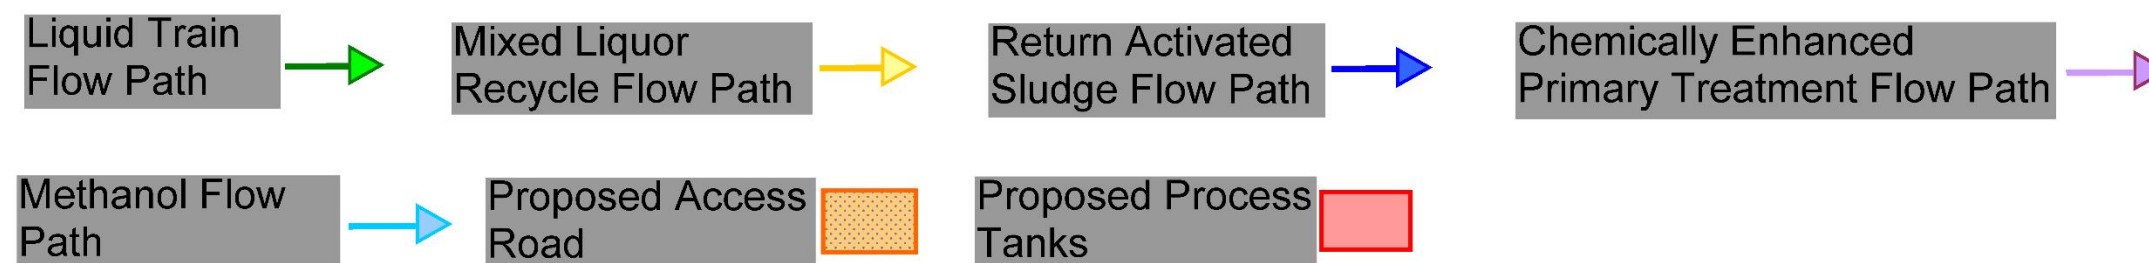 Liquid Train
Flow Path
Mixed Liquor
Recycle Flow Path
Return Activated
Sludge Flow Path
Chemically Enhanced
Primary Treatment Flow Path
Methanol Flow
Path
Proposed Access
Road
Proposed Process
Tanks